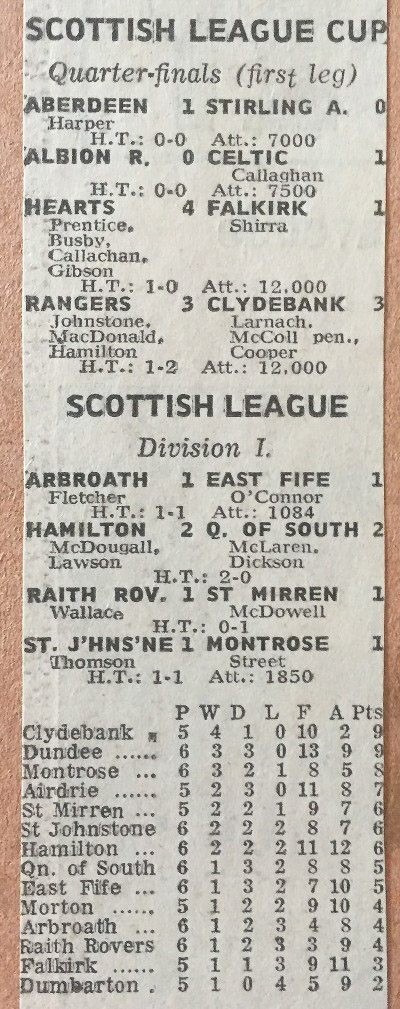 SCOTTISH LEAGUE CUP
Quarter-finals (first leg)
ABERDEEN 1 STIRLING A. 0
Harper
H.T.: 0-0 Att.: 7000
ALBION R. 0 CELTIC 1
Callaghan
H.T.: 0-0 Att.: 7500
HEARTS 4 FALKIRK 1
Prentice, Shirra
Busby,
Callachan,
Gibson
H.T.: 1-0 Att.: 12,000
RANGERS 3 CLYDEBANK 3
Johnstone, Larnach,
MacDonald, McColl pen.,
Hamilton Cooper
H.T.: 1-2 Att.: 12,000
SCOTTISH LEAGUE
Division I.
ARBROATH 1 EAST FIFE 1
Fletcher O'Connor
H.T.: 1-1 Att.: 1084
HAMILTON 2 Q. OF SOUTH 2
McDougall, McLaren,
Lawson Dickson
H.T.: 2-0
RAITH ROV. 1 ST MIRREN 1
Wallace McDowell
H.T.: 0-1
ST. J'HNS'NE 1 MONTROSE 1
Thomson Street
H.T.: 1-1 Att.: 1850
P W D L F A Pts
Clydebank . 5 4 1 0 10 2 9
Dundee ...... 6 3 3 0 13 9 9
Montrose ... 6 3 2 1 8 5 8
Airdrie ...... 5 2 3 0 11 8 7
St Mirren ... 5 2 2 1 9 7 6
St Johnstone 6 2 2 2 8 7 6
Hamilton ... 6 2 2 2 11 12 6
Qn. of South 6 1 3 2 8 8 5
East Fife ... 6 1 3 2 7 10 5
Morton ...... 5 1 2 2 9 10 4
Arbroath ... 6 1 2 3 4 8 4
Raith Rovers 6 1 2 3 3 9 4
Falkirk ...... 5 1 1 3 9 11 3
Dumbarton . 5 1 0 4 5 9 2